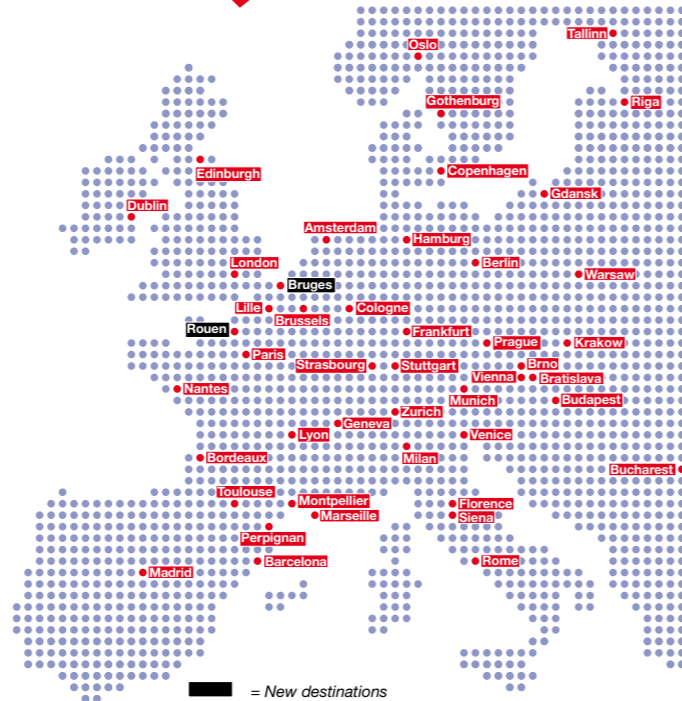 Tallinn
Oslo
Gothenburg
Riga
Edinburgh
Copenhagen
Gdansk
Dublin
Amsterdam
Hamburg
London
Berlin
Warsaw
Bruges
Lille
Cologne
Brussels
Rouen
Frankfurt
Prague
Krakow
Paris
Strasbourg
Stuttgart
Brno
Vienna
Bratislava
Nantes
Munich
Budapest
Zurich
Geneva
Lyon
Venice
Bordeaux
Milan
Bucharest
Toulouse
Montpellier
Florence
Marseille
Siena
Perpignan
Barcelona
Rome
Madrid
= New destinations